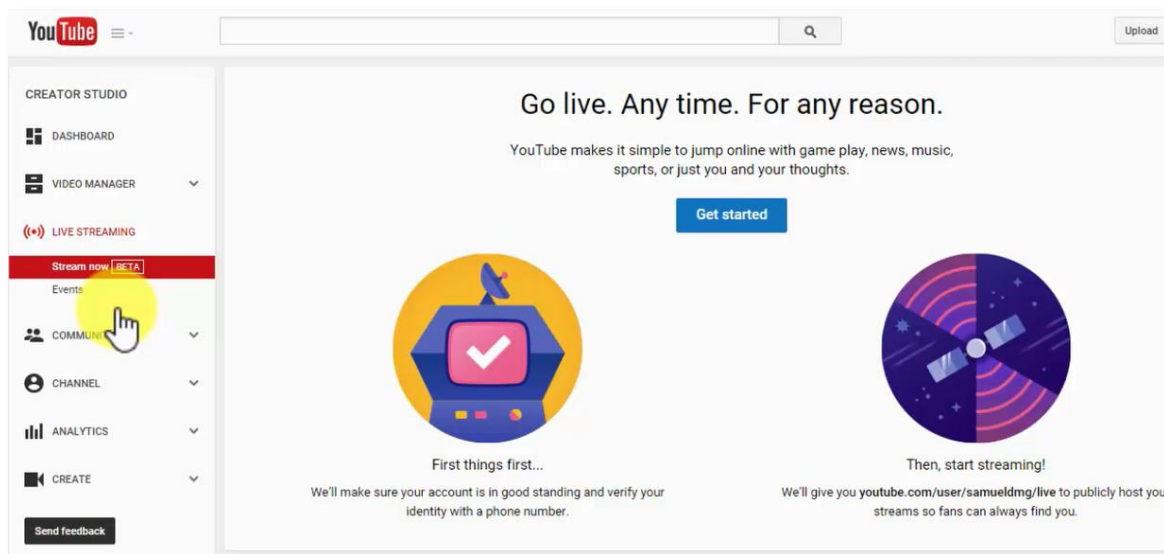 YouTube
Upload
CREATOR STUDIO
DASHBOARD
VIDEO MANAGER
LIVE STREAMING
Stream now BETA
Events
CHANNEL
ANALYTICS
CREATE
Send feedback
Go live. Any time. For any reason.
YouTube makes it simple to jump online with game play, news, music,
sports, or just you and your thoughts.
Get started
First things first...
We'll make sure your account is in good standing and verify your
identity with a phone number.
Then, start streaming!
We'll give you youtube.com/user/samueldmg/live to publicly host you
streams so fans can always find you.